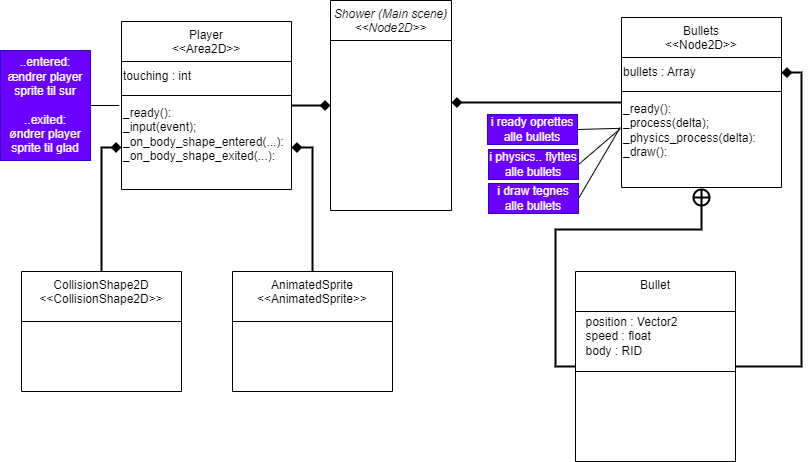 Shower (Main scene)
<<Node2D>>
Player
<<Area2D>>
touching : int
_ready():
_input(event);
_on_body_shape_entered(...):
_on_body_shape_exited(...):
..entered:
ændrer player
sprite til sur
..exited:
øndrer player
sprite til glad
Bullets
<<Node2D>>
bullets : Array
_ready():
_process(delta);
_physics_process(delta):
_draw():
i ready oprettes
alle bullets
i physics.. flyttes
alle bullets
i draw tegnes
alle bullets
CollisionShape2D
<<CollisionShape2D>>
AnimatedSprite
<<AnimatedSprite>>
Bullet
position : Vector2
speed : float
body : RID